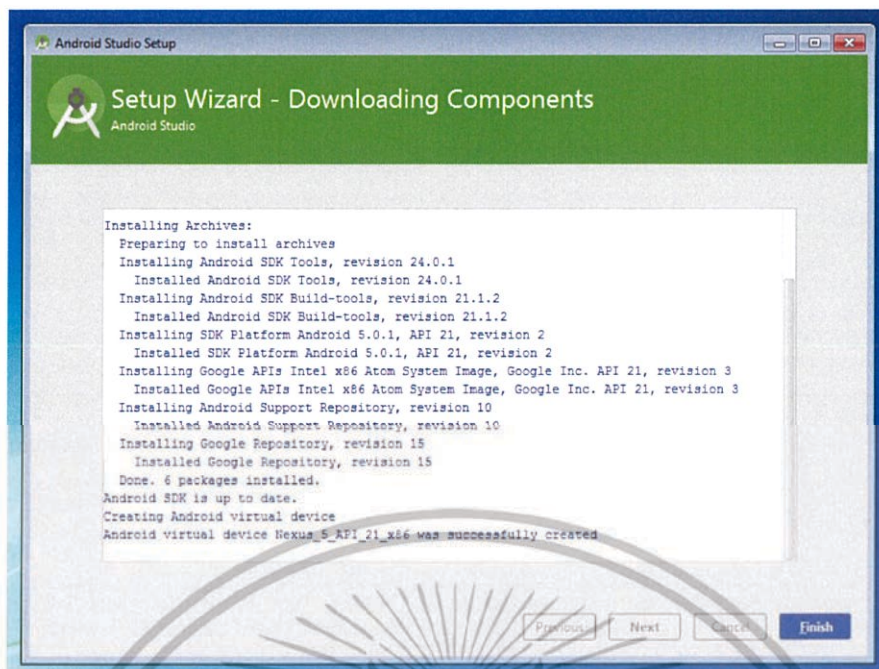 Android Studio Setup
Setup Wizard - Downloading Components
Android Studio
Installing Archives:
Preparing to install archives
Installing Android SDK Tools, revision 24.0.1
Installed Android SDK Tools, revision 24.0.1
Installing Android SDK Build-tools, revision 21.1.2
Installed Android SDK Build-tools, revision 21.1.2
Installing SDK Platform Android 5.0.1, API 21, revision 2
Installed SDK Platform Android 5.0.1, API 21, revision 2
Installing Google APIs Intel x86 Atom System Image, Google Inc. API 21, revision 3
Installed Google APIs Intel x86 Atom System Image, Google Inc. API 21, revision 3
Installing Android Support Repository, revision 10
Installed Android Support Repository, revision 10
Installing Google Repository, revision 15
Installed Google Repository, revision 15
Done. 6 packages installed.
Android SDK is up to date.
Creating Android virtual device
Android virtual device Nexus_5_API_21_x86 was successfully created
Previous Next Cancel Finish